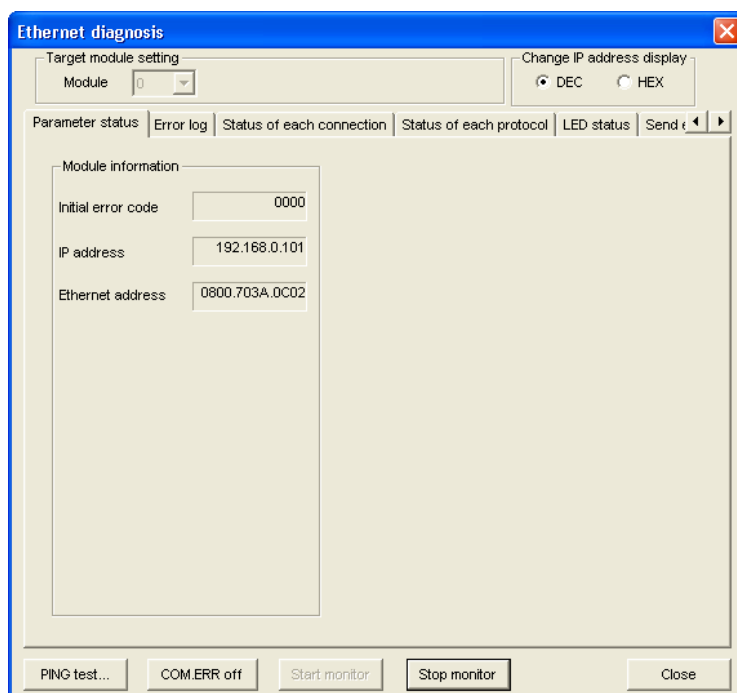 Ethernet diagnosis
Target module setting
Module 0
Change IP address display
DEC HEX
Parameter status Error log Status of each connection Status of each protocol LED status Send
Module information
Initial error code 0000
IP address 192.168.0.101
Ethernet address 0800.703A.0C02
PING test... COM.ERR off Start monitor Stop monitor Close